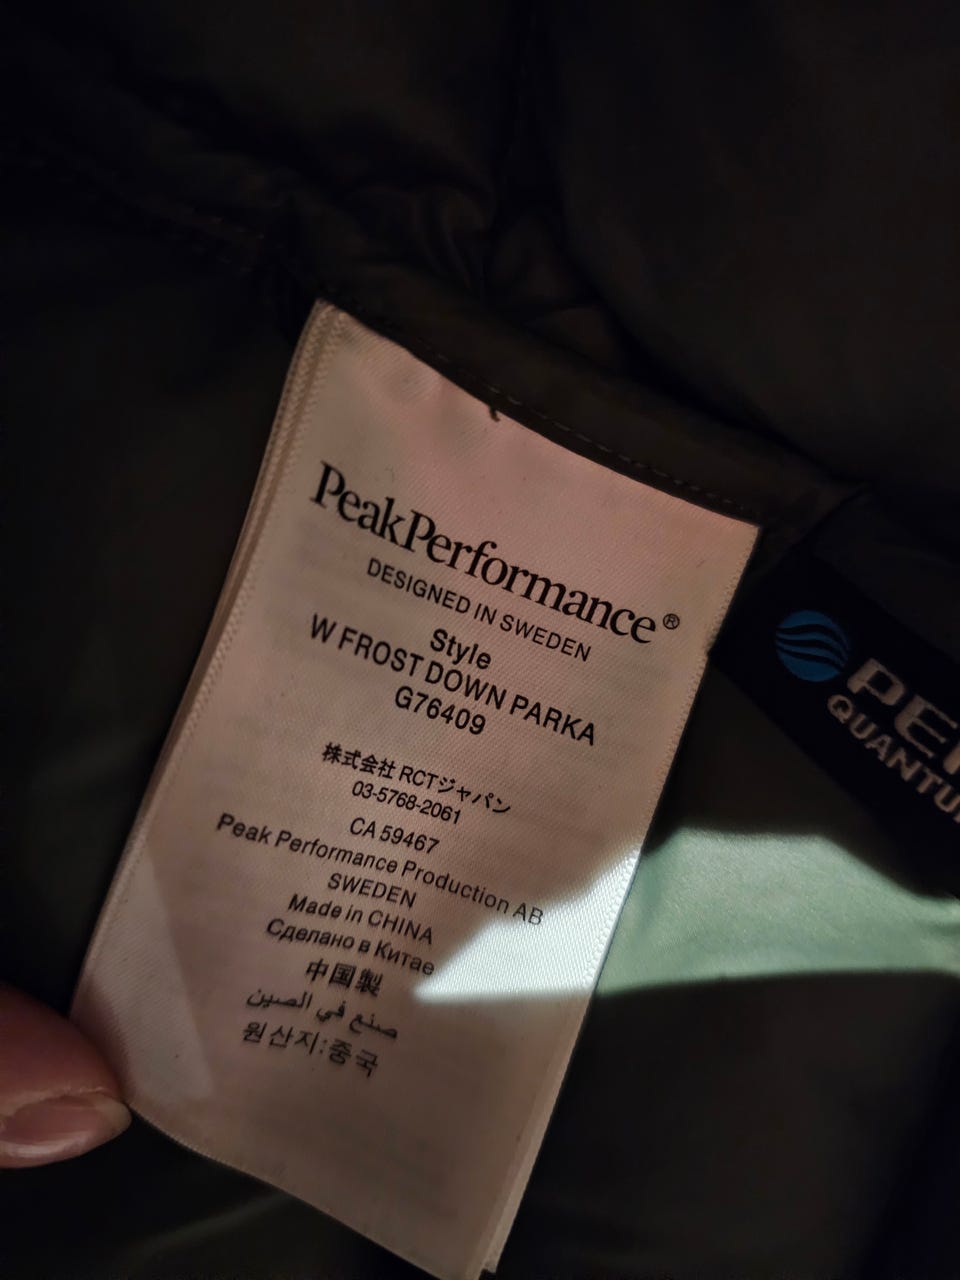 PeakPerformance®
DESIGNED IN SWEDEN
Style
W FROST DOWN PARKA
G76409
株式会社 RCTジャパン
03-5768-2061
CA 59467
Peak Performance Production AB
SWEDEN
Made in CHINA
Сделано в Китае
中国製
صنع في الصين
원산지:중국